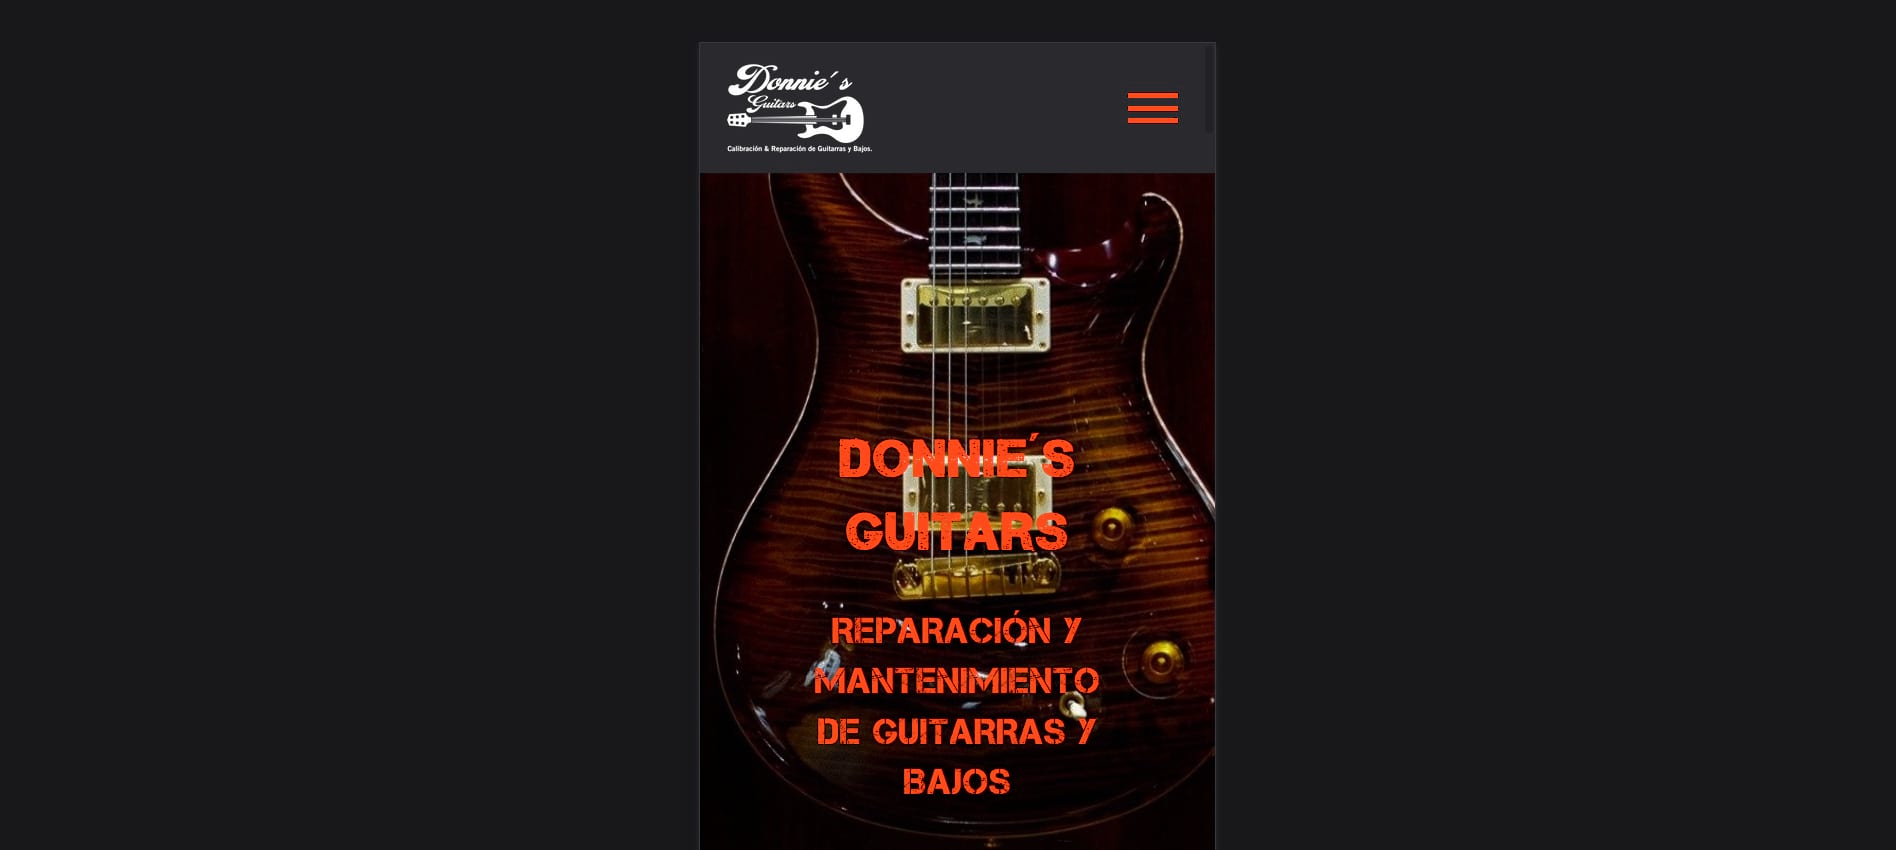 Donnie´s
Guitars
Calibración & Reparación de Guitarras y Bajos.
DONNIE´S
GUITARS
REPARACIÓN Y
MANTENIMIENTO
DE GUITARRAS Y
BAJOS